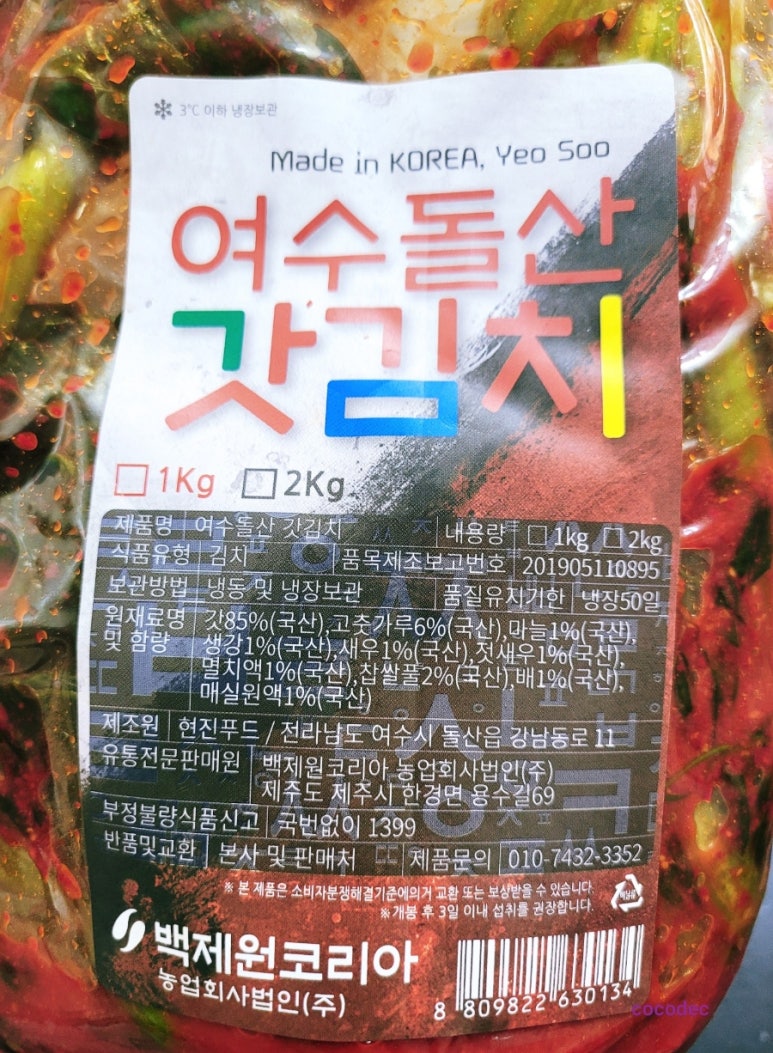 3℃ 이하 냉장보관
Made in KOREA, Yeo Soo
여수돌산
갓김치
1Kg 2Kg
제품명 여수돌산 갓김치 내용량 1kg 2kg
식품유형 김치 품목제조보고번호 201905110895
보관방법 냉동 및 냉장보관 품질유지기한 냉장50일
원재료명 갓85%(국산),고춧가루6%(국산),마늘1%(국산),
및 함량 생강1%(국산),새우1%(국산),젓새우1%(국산),
멸치액1%(국산),찹쌀풀2%(국산),배1%(국산),
매실원액1%(국산)
제조원 현진푸드 / 전라남도 여수시 돌산읍 강남동로 11
유통전문판매원 백제원코리아 농업회사법인(주)
제주도 제주시 한경면 용수길69
부정불량식품신고 국번없이 1399
반품및교환 본사 및 판매처 제품문의 010-7432-3352
※ 본 제품은 소비자분쟁해결기준에의거 교환 또는 보상받을 수 있습니다.
※개봉 후 3일 이내 섭취를 권장합니다.
백제원코리아
농업회사법인(주)
8 809822 630134
cocodec